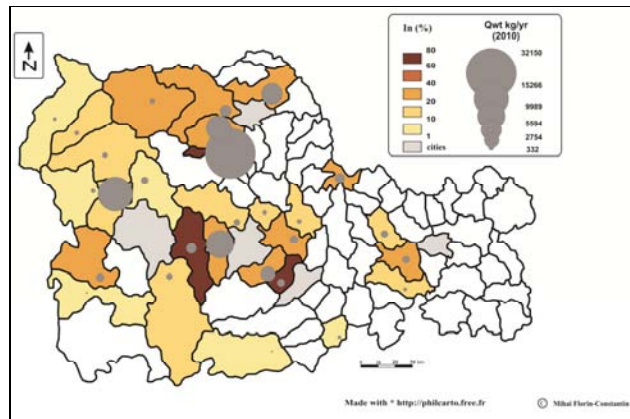 In (%)
80
60
40
20
10
1
cities
Qwt kg/yr
(2010)
32150
15266
9989
2754
332
Z
Made with * http://philcarto.free.fr
© Mihai Florin-Constantin